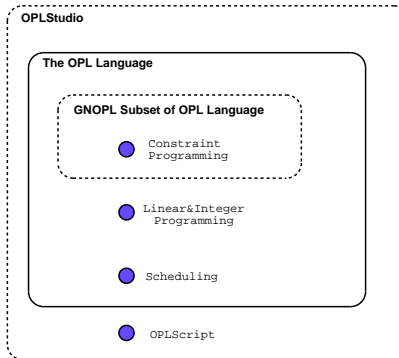 OPLStudio
The OPL Language
GNOPL Subset of OPL Language
Constraint
Programming
Linear&Integer
Programming
Scheduling
OPLScript